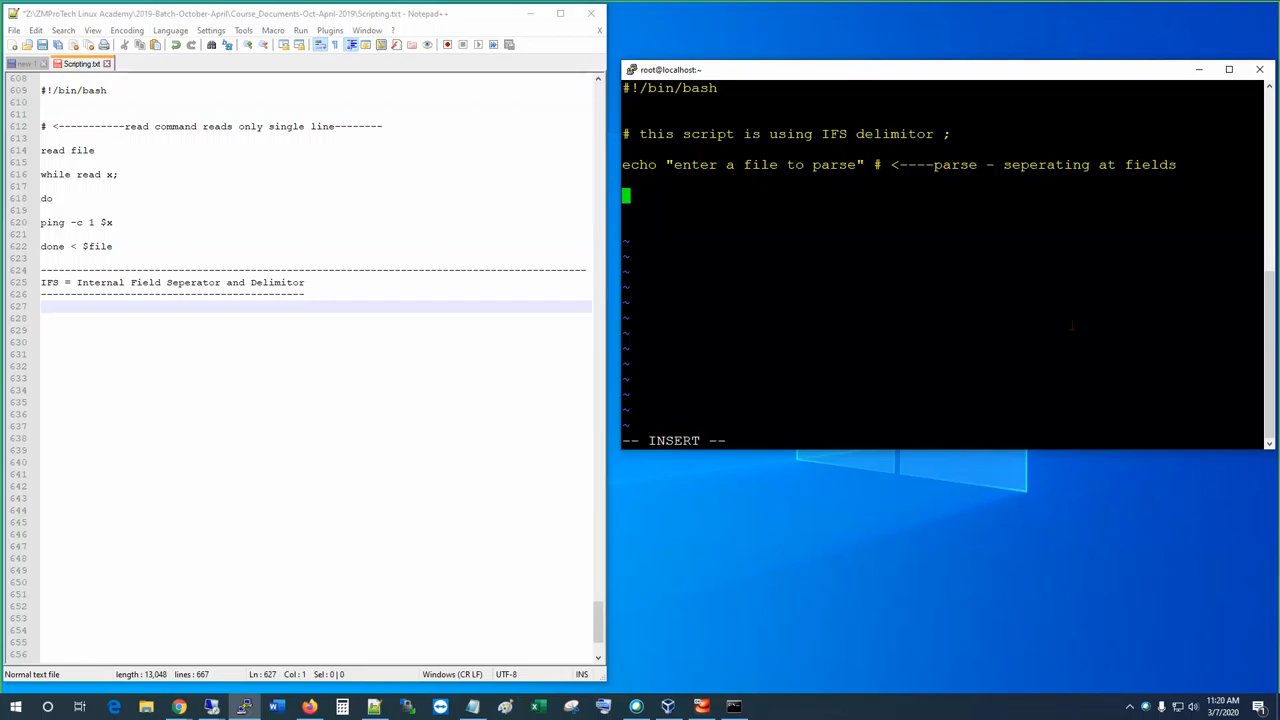 *Z:\ZMProTech Linux Academy\2019-Batch-October-April\Course_Documents-Oct-April-2019\Scripting.txt - Notepad++
File Edit Search View Encoding Language Settings Tools Macro Run Plugins Window ?
X
new 1
Scripting.txt
608
609 #!/bin/bash
610
611
612 # <-----------read command reads only single line--------
613
614 read file
615
616 while read x;
617
618 do
619
620 ping -c 1 $x
621
622 done < $file
623
624 -------------------------------------------------------------------------------------------
625 IFS = Internal Field Seperator and Delimitor
626 --------------------------------------------
627
628
629
630
631
632
633
634
635
636
637
638
639
640
641
642
643
644
645
646
647
648
649
650
651
652
653
654
655
656
Normal text file length : 13,048 lines : 667 Ln : 627 Col : 1 Sel : 0 | 0 Windows (CR LF) UTF-8 INS
root@localhost:~
#!/bin/bash
# this script is using IFS delimitor ;
echo "enter a file to parse" # <----parse - seperating at fields
~
~
~
~
~
~
~
~
~
~
~
~
~
-- INSERT --
11:20 AM
3/7/2020